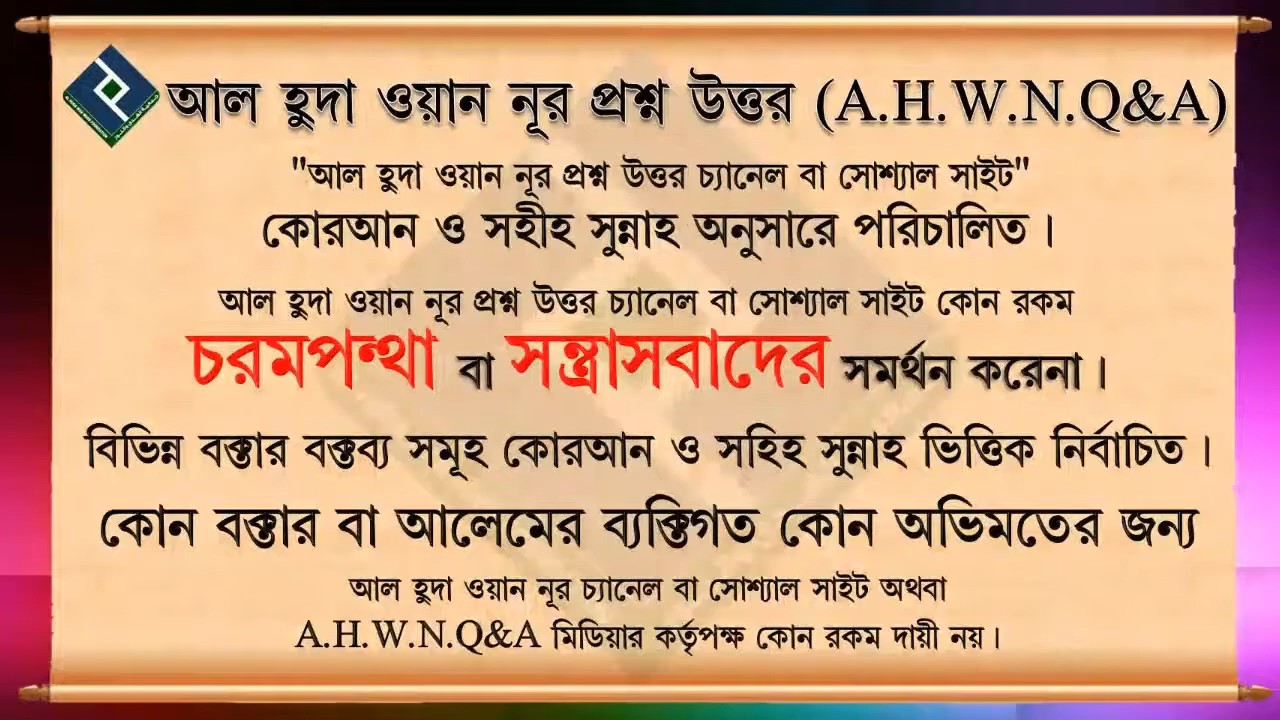 আল হুদা ওয়ান নূর প্রশ্ন উত্তর (A.H.W.N.Q&A)
"আল হুদা ওয়ান নূর প্রশ্ন উত্তর চ্যানেল বা সোশ্যাল সাইট"
কোরআন ও সহীহ সুন্নাহ অনুসারে পরিচালিত।
আল হুদা ওয়ান নূর প্রশ্ন উত্তর চ্যানেল বা সোশ্যাল সাইট কোন রকম
চরমপন্থা বা সন্ত্রাসবাদের সমর্থন করেনা।
বিভিন্ন বক্তার বক্তব্য সমূহ কোরআন ও সহিহ সুন্নাহ ভিত্তিক নির্বাচিত।
কোন বক্তার বা আলেমের ব্যক্তিগত কোন অভিমতের জন্য
আল হুদা ওয়ান নূর চ্যানেল বা সোশ্যাল সাইট অথবা
A.H.W.N.Q&A মিডিয়ার কর্তৃপক্ষ কোন রকম দায়ী নয়।